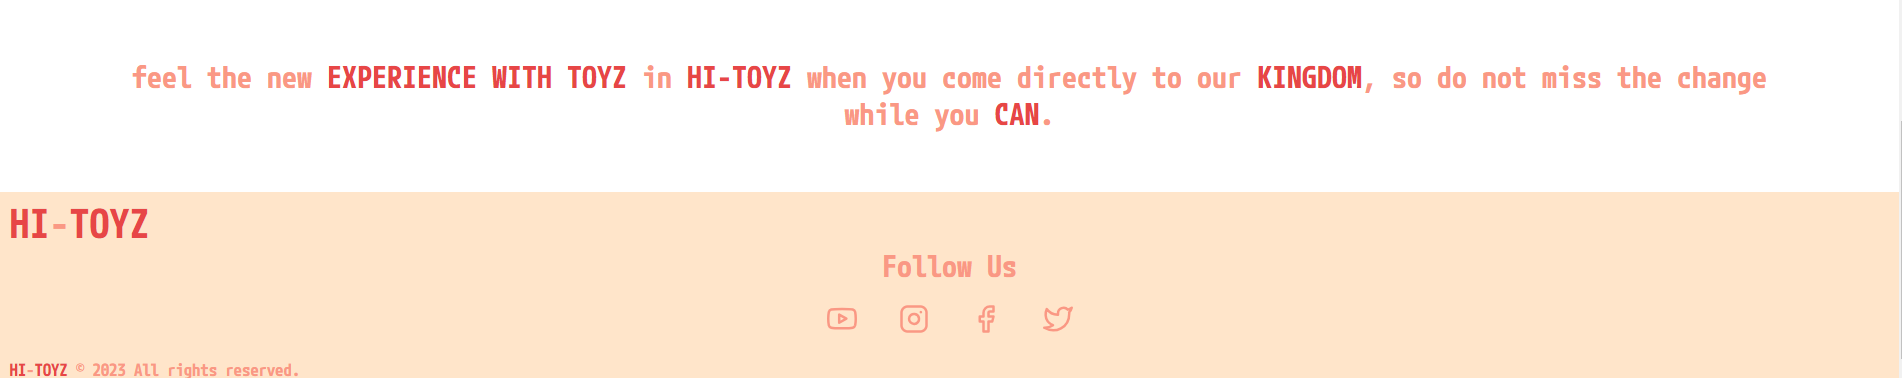 feel the new EXPERIENCE WITH TOYZ in HI-TOYZ when you come directly to our KINGDOM, so do not miss the change
while you CAN.
HI-TOYZ
Follow Us
HI-TOYZ © 2023 All rights reserved.